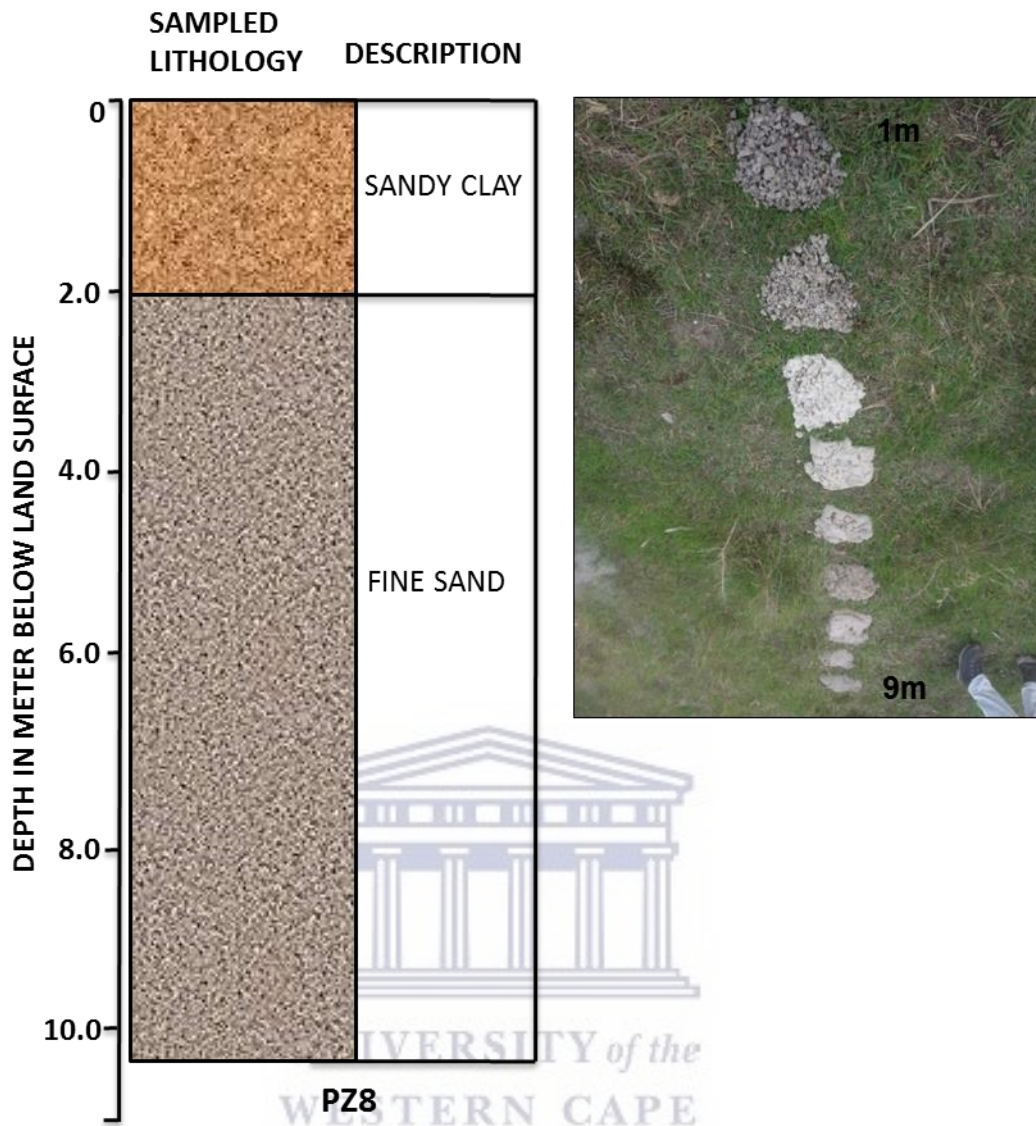 SAMPLED
LITHOLOGY
DESCRIPTION
DEPTH IN METER BELOW LAND SURFACE
0
2.0
4.0
6.0
8.0
10.0
SANDY CLAY
FINE SAND
PZ8
1m
9m
IVERSITY of the
WESTERN CAPE